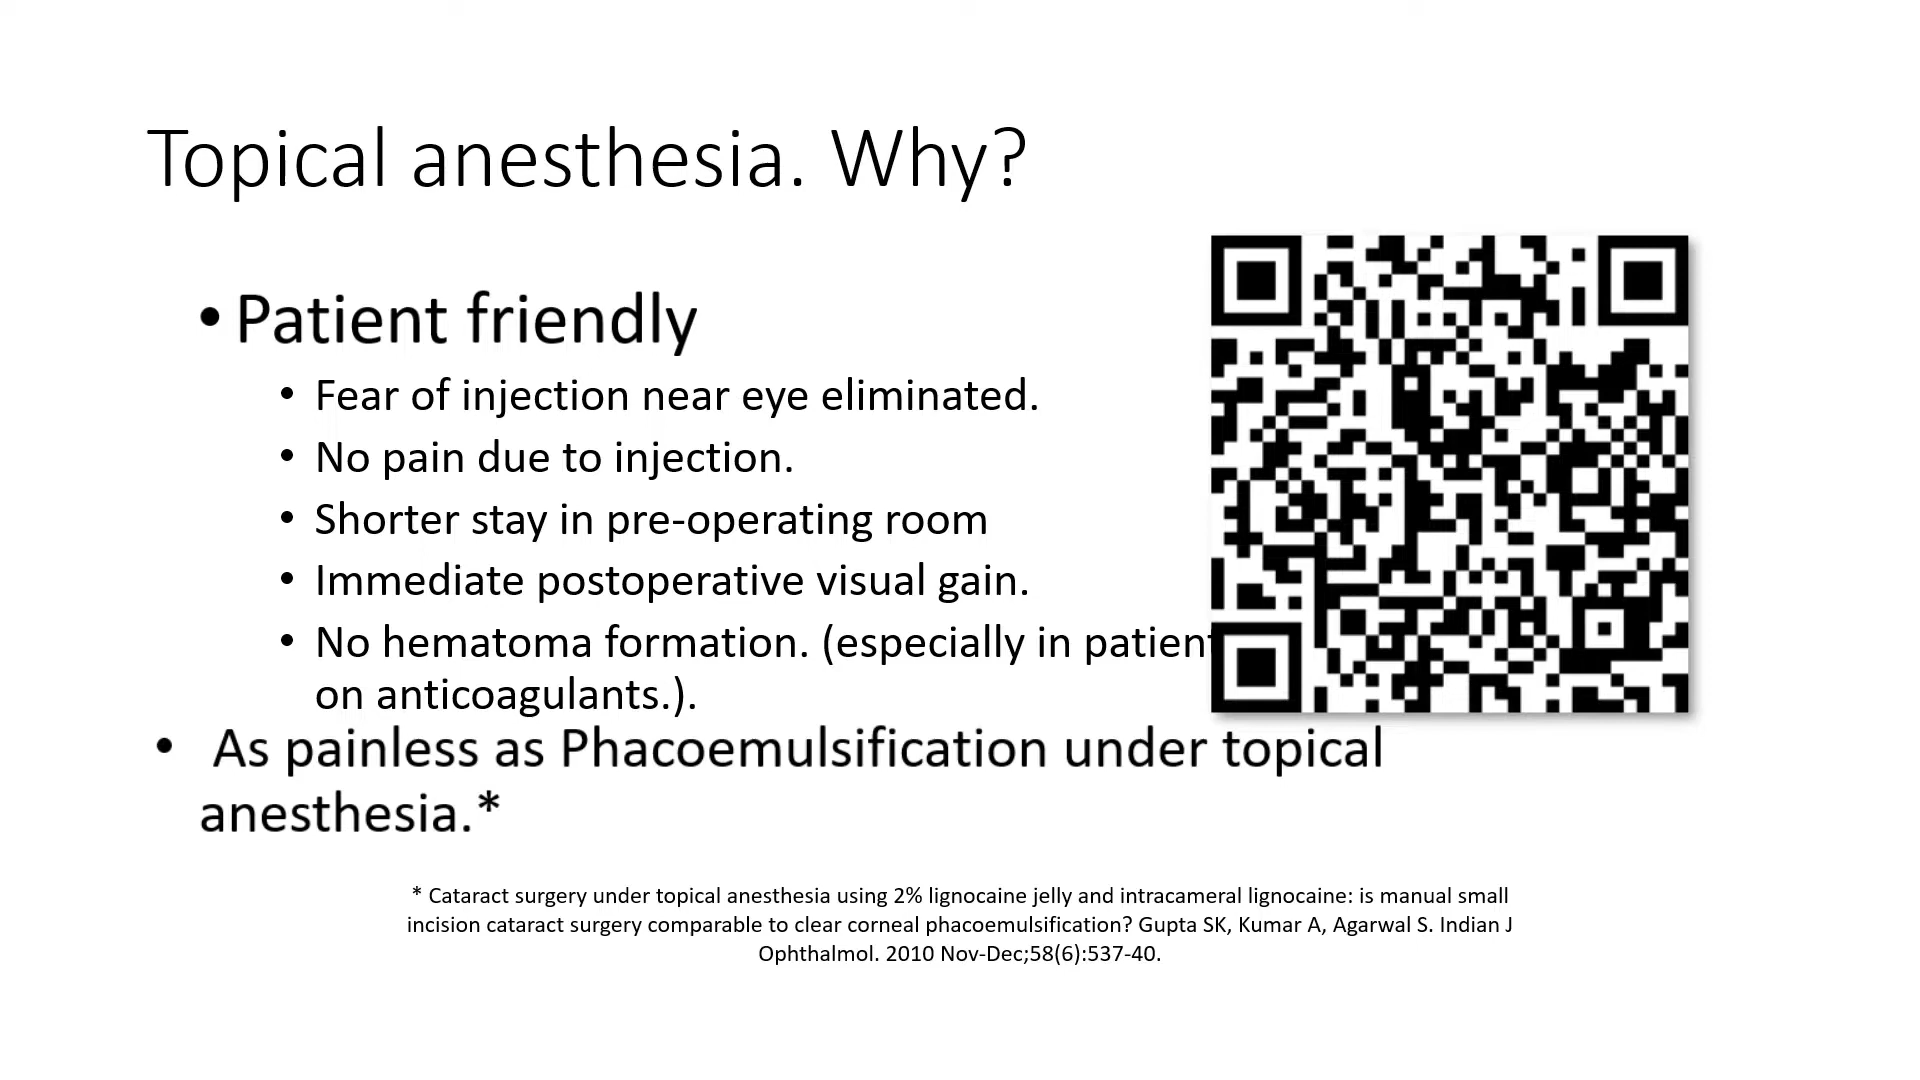 Topical anesthesia. Why?
• Patient friendly
• Fear of injection near eye eliminated.
• No pain due to injection.
• Shorter stay in pre-operating room
• Immediate postoperative visual gain.
• No hematoma formation. (especially in patient
on anticoagulants.).
• As painless as Phacoemulsification under topical
anesthesia.*
* Cataract surgery under topical anesthesia using 2% lignocaine jelly and intracameral lignocaine: is manual small
incision cataract surgery comparable to clear corneal phacoemulsification? Gupta SK, Kumar A, Agarwal S. Indian J
Ophthalmol. 2010 Nov-Dec;58(6):537-40.